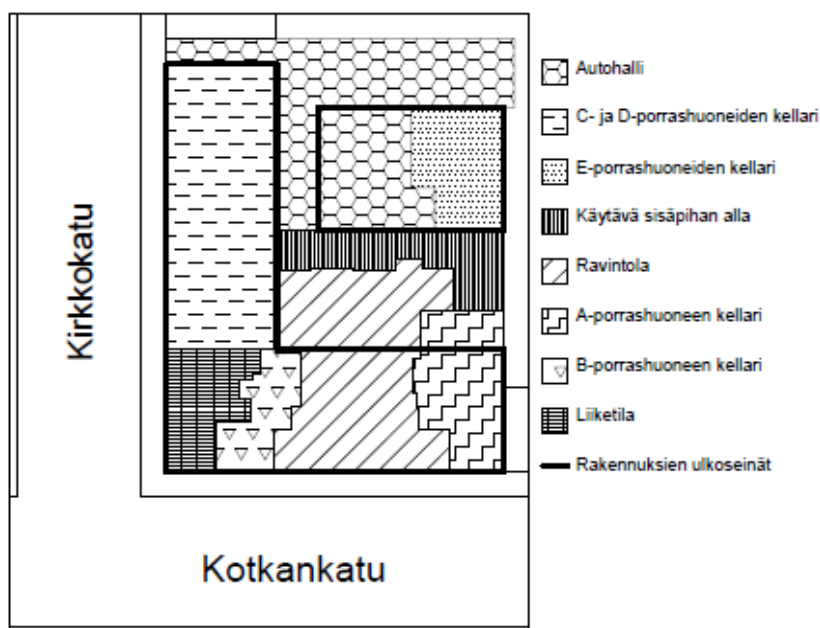 Kirkkokatu
Kotkankatu
Autohalli
C- ja D-porrashuoneiden kellari
E-porrashuoneiden kellari
Käytävä sisäpihan alla
Ravintola
A-porrashuoneen kellari
B-porrashuoneen kellari
Liiketila
Rakennuksien ulkoseinät